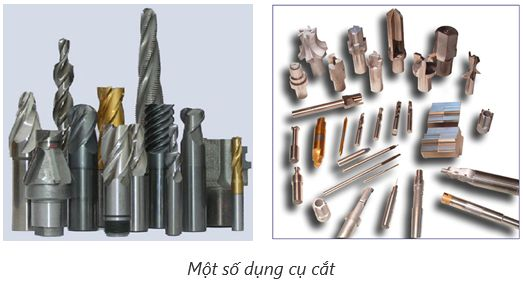 Một số dụng cụ cắt